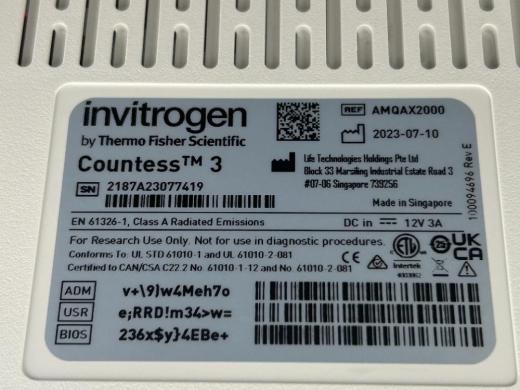 invitrogen
by Thermo Fisher Scientific
Countess™ 3
SN 2187A23077419
REF AMQAX2000
2023-07-10
Life Technologies Holdings Pte Ltd
Block 33 Marsiling Industrial Estate Road 3
#07-06 Singapore 739256
Made in Singapore
100094696 Rev E
EN 61326-1, Class A Radiated Emissions
DC in 12V 3A
For Research Use Only. Not for use in diagnostic procedures.
Conforms To: UL STD 61010-1 and UL 61010-2-081
Certified to CAN/CSA C22.2 No. 61010-1-12 and No. 61010-2-081
CE
Intertek
UK
CA
ADM v+\9)w4Meh7o
USR e;RRD!m34>w=
BIOS 236x$y}4EBe+